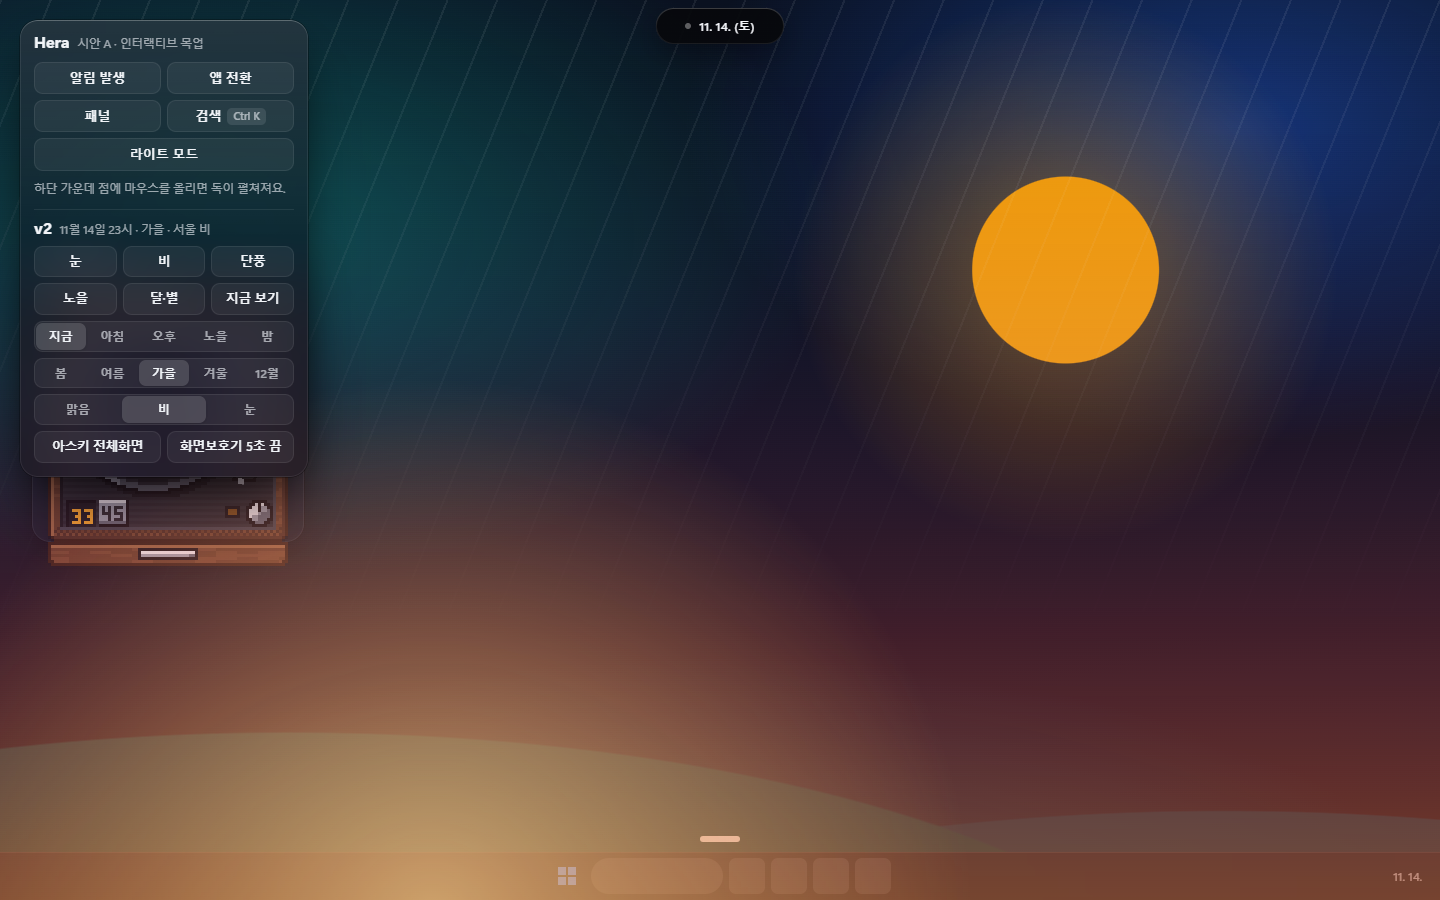 11. 14. (토)
Hera 시안 A · 인터랙티브 목업
알림 발생 앱 전환
패널 검색 Ctrl K
라이트 모드
하단 가운데 점에 마우스를 올리면 독이 펼쳐져요.
v2 11월 14일 23시 · 가을 · 서울 비
눈 비 단풍
노을 달·별 지금 보기
지금 아침 오후 노을 밤
봄 여름 가을 겨울 12월
맑음 비 눈
아스키 전체화면 화면보호기 5초 끔
33 45
11. 14.